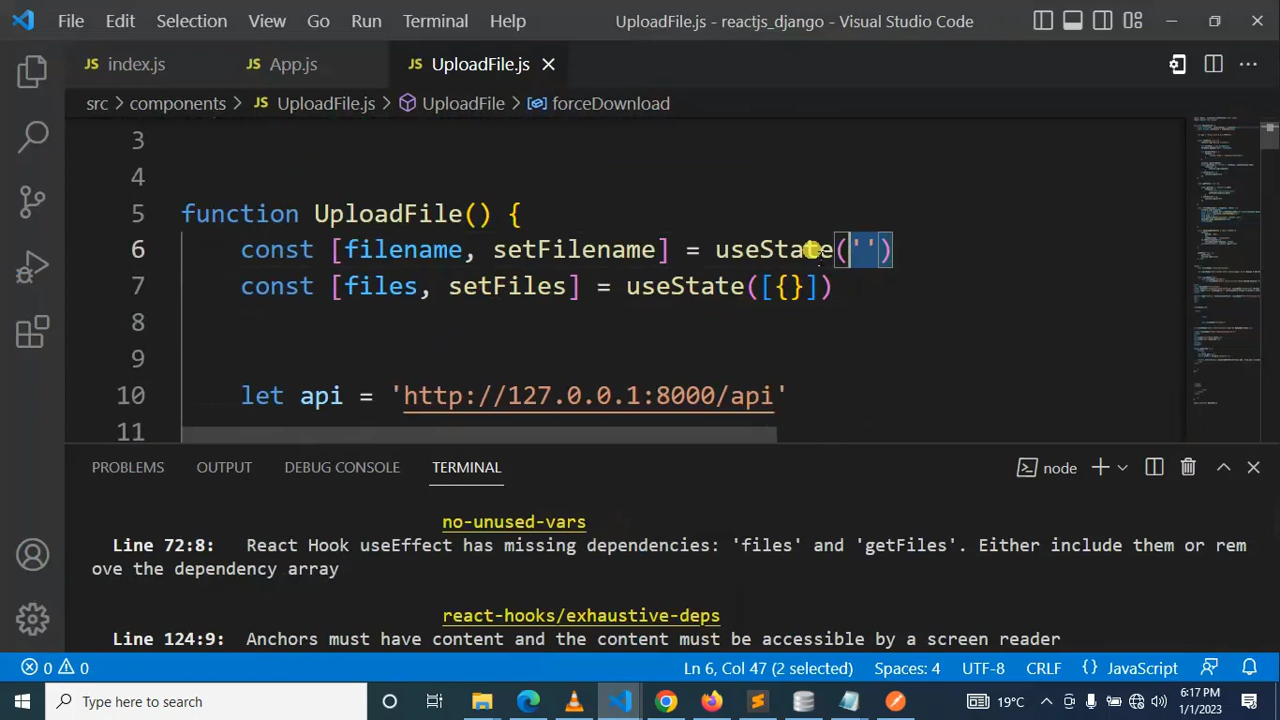 File Edit Selection View Go Run Terminal Help UploadFile.js - reactjs_django - Visual Studio Code
JS index.js JS App.js JS UploadFile.js
src > components > JS UploadFile.js > UploadFile > forceDownload
3
4
5 function UploadFile() {
6 const [filename, setFilename] = useState('')
7 const [files, setFiles] = useState([{}])
8
9
10 let api = 'http://127.0.0.1:8000/api'
11
PROBLEMS OUTPUT DEBUG CONSOLE TERMINAL node
no-unused-vars
Line 72:8: React Hook useEffect has missing dependencies: 'files' and 'getFiles'. Either include them or rem
ove the dependency array
react-hooks/exhaustive-deps
Line 124:9: Anchors must have content and the content must be accessible by a screen reader
0 0 Ln 6, Col 47 (2 selected) Spaces: 4 UTF-8 CRLF {} JavaScript
Type here to search 19°C 6:17 PM
1/1/2023